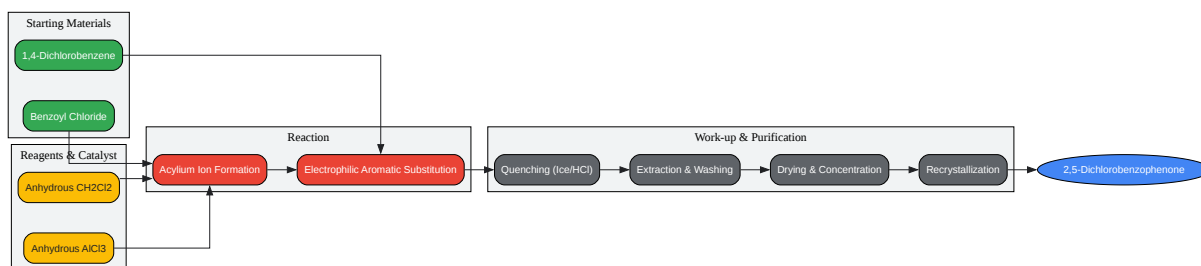 Starting Materials
1,4-Dichlorobenzene
Benzoyl Chloride
Reagents & Catalyst
Anhydrous CH2Cl2
Anhydrous AlCl3
Reaction
Acylium Ion Formation
Electrophilic Aromatic Substitution
Work-up & Purification
Quenching (Ice/HCl)
Extraction & Washing
Drying & Concentration
Recrystallization
2,5-Dichlorobenzophenone